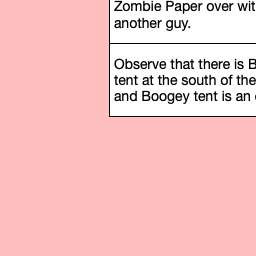 Zombie Paper over wit
another guy.
Observe that there is B
tent at the south of the
and Boogey tent is an